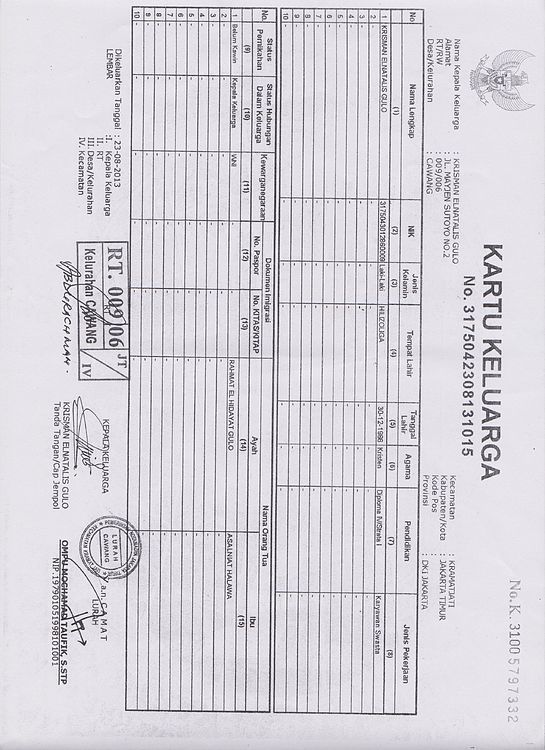 No.K. 3100 5797332
KARTU KELUARGA
No. 3175042308131015
Nama Kepala Keluarga : KRISMAN ELNATALIS GULO
Alamat : JL. MAYJEN SUTOYO NO.2
RT/RW : 009/006
Desa/Kelurahan : CAWANG
Kecamatan : KRAMATJATI
Kabupaten/Kota : JAKARTA TIMUR
Kode Pos :
Provinsi : DKI JAKARTA
No Nama Lengkap NIK Jenis Kelamin Tempat Lahir Tanggal Lahir Agama Pendidikan Jenis Pekerjaan
(1) (2) (3) (4) (5) (6) (7) (8)
1 KRISMAN ELNATALIS GULO Laki-Laki HILIZOLIGA Kristen Diploma IV/Strata I Karyawan Swasta
2 - - - - - - - -
3 - - - - - - - -
4 - - - - - - - -
5 - - - - - - - -
6 - - - - - - - -
7 - - - - - - - -
8 - - - - - - - -
9 - - - - - - - -
10 - - - - - - - -
No. Status Pernikahan Status Hubungan Dalam Keluarga Kewarganegaraan Dokumen Imigrasi Nama Orang Tua
No. Paspor No. KITAS/KITAP Ayah Ibu
(9) (10) (11) (12) (13) (14) (15)
1 Belum Kawin Kepala Keluarga WNI - - RAHMAT EL HIDAYAT GULO ASALNIAT HALAWA
2 - - - - - - -
3 - - - - - - -
4 - - - - - - -
5 - - - - - - -
6 - - - - - - -
7 - - - - - - -
8 - - - - - - -
9 - - - - - - -
10 - - - - - - -
Dikeluarkan Tanggal : 23-08-2013
LEMBAR : I. Kepala Keluarga
II. RT
III. Desa/Kelurahan
IV. Kecamatan
RT. 009/06 JT
Kelurahan CAWANG IV
ABDURACHMAN.
KEPALA KELUARGA
KRISMAN ELNATALIS GULO
Tanda Tangan/Cap Jempol
a.n. CAMAT
LURAH
LURAH
CAWANG
OMPU MOCHAMAD TAUFIK, S.STP
NIP.197901051998101001